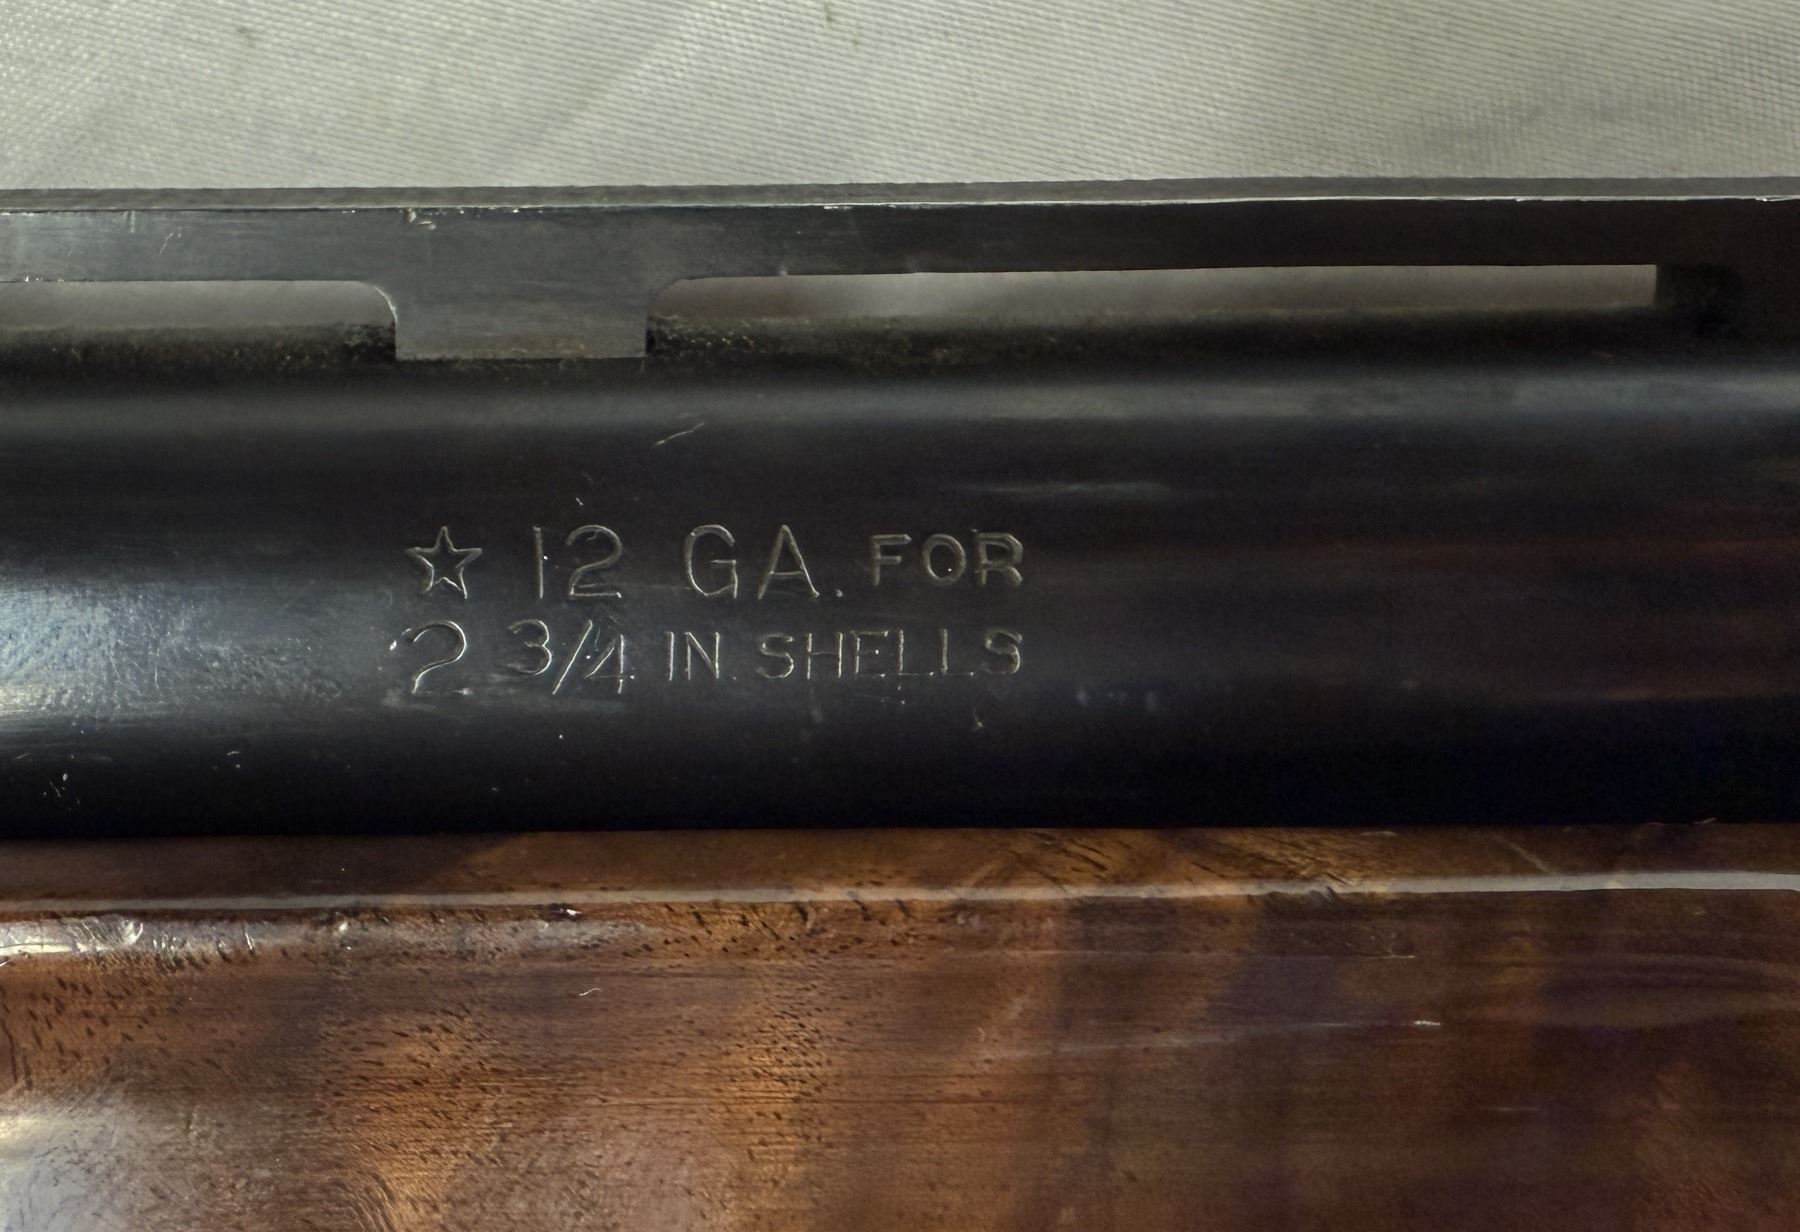 ☆ 12 GA. FOR
2 3/4 IN. SHELLS